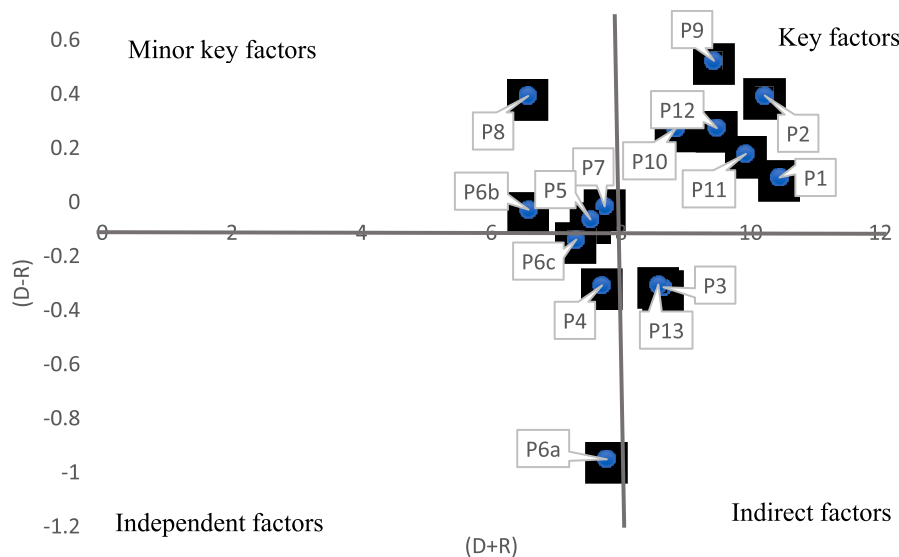 0.6
Minor key factors
P9
Key factors
0.4
P8
P12
P2
0.2
P10
P7
P11
P1
P6b
P5
0
0
2
4
6
8
10
12
-0.2
P6c
(D-R)
P3
P4
P13
-0.4
-0.6
-0.8
P6a
-1
Independent factors
Indirect factors
-1.2
(D+R)